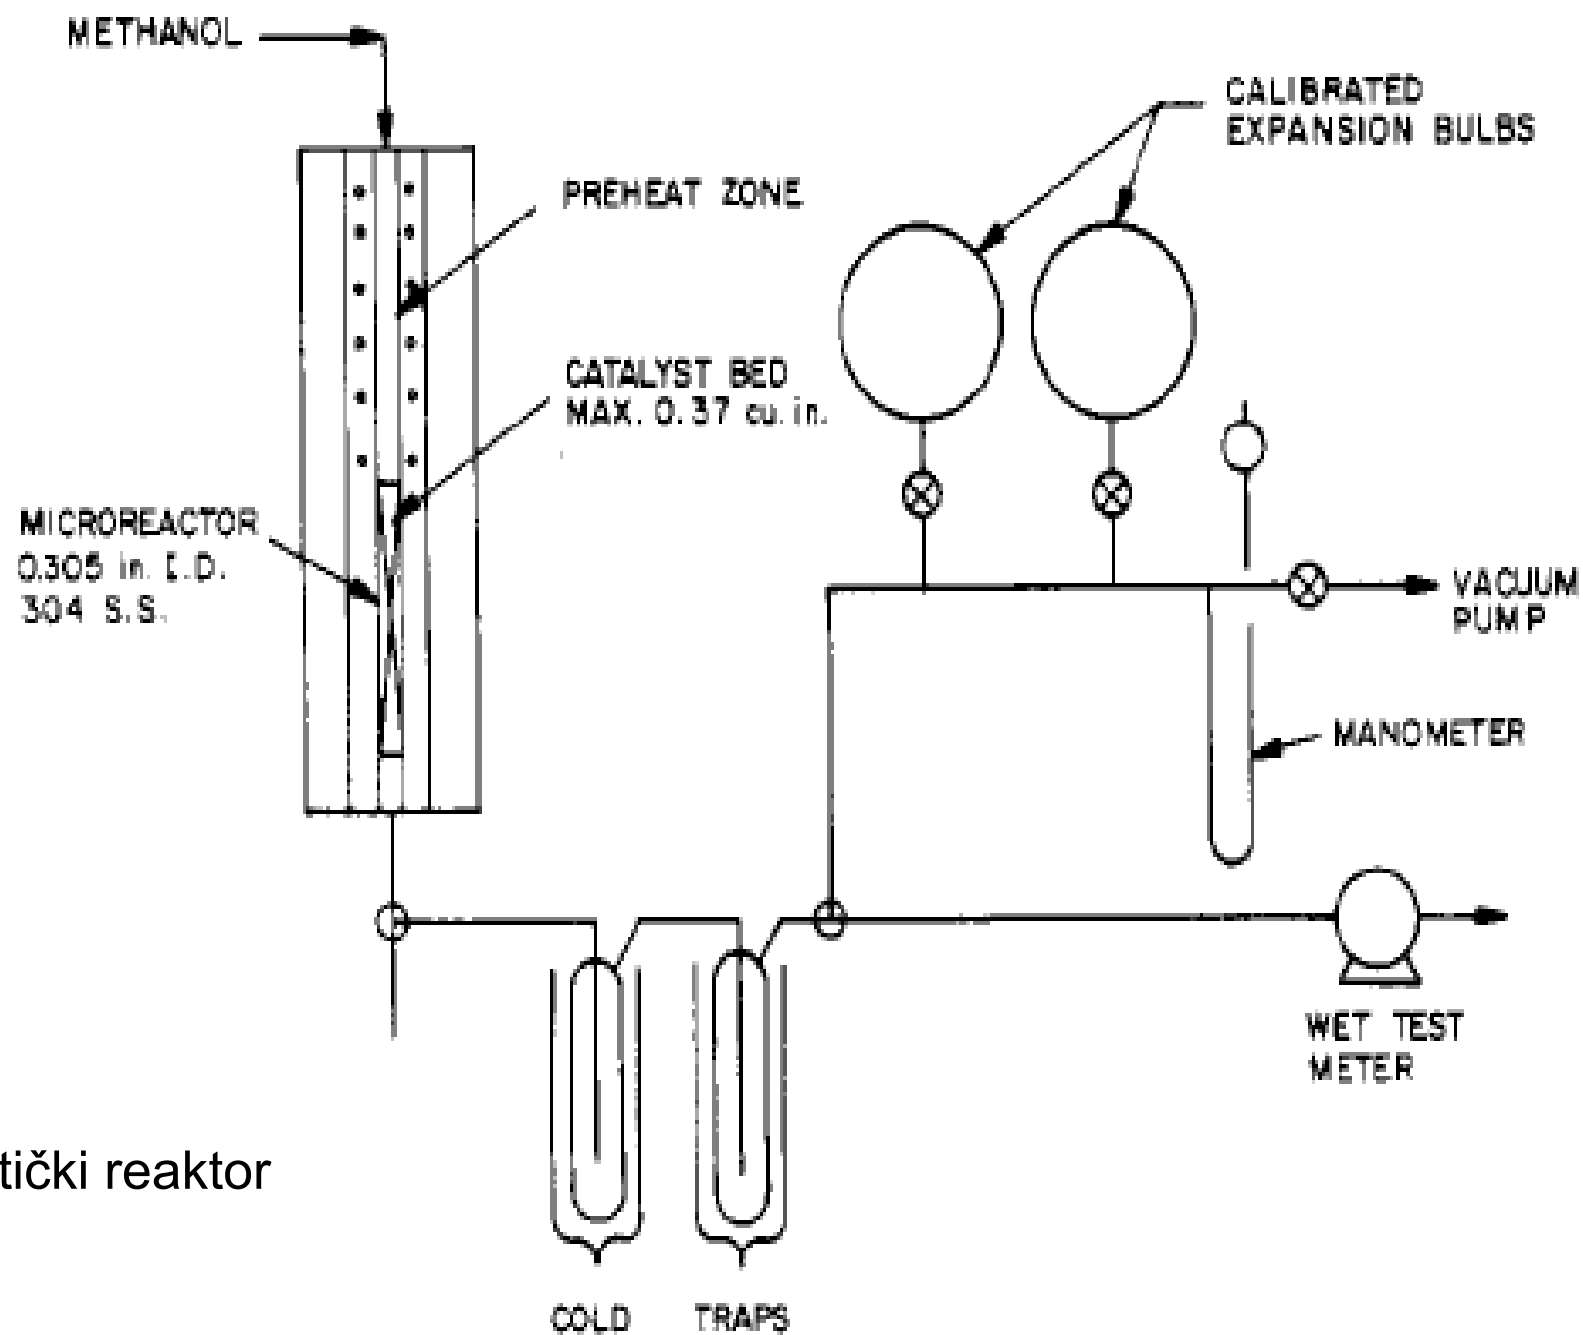 METHANOL
CALIBRATED
EXPANSION BULBS
PREHEAT ZONE
CATALYST BED
MAX. 0.37 cu. in.
MICROREACTOR
0.305 in. I.D.
304 S.S.
VACUUM
PUMP
MANOMETER
WET TEST
METER
tički reaktor
COLD TRAPS